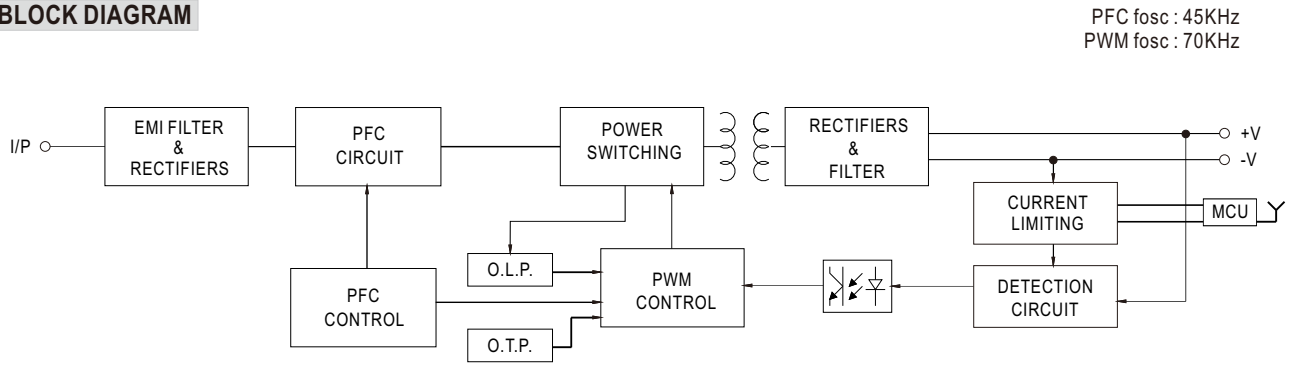 BLOCK DIAGRAM
PFC fosc : 45KHz
PWM fosc : 70KHz
I/P
EMI FILTER
&
RECTIFIERS
PFC
CIRCUIT
POWER
SWITCHING
RECTIFIERS
&
FILTER
+V
-V
CURRENT
LIMITING
MCU
O.L.P.
PFC
CONTROL
PWM
CONTROL
DETECTION
CIRCUIT
O.T.P.